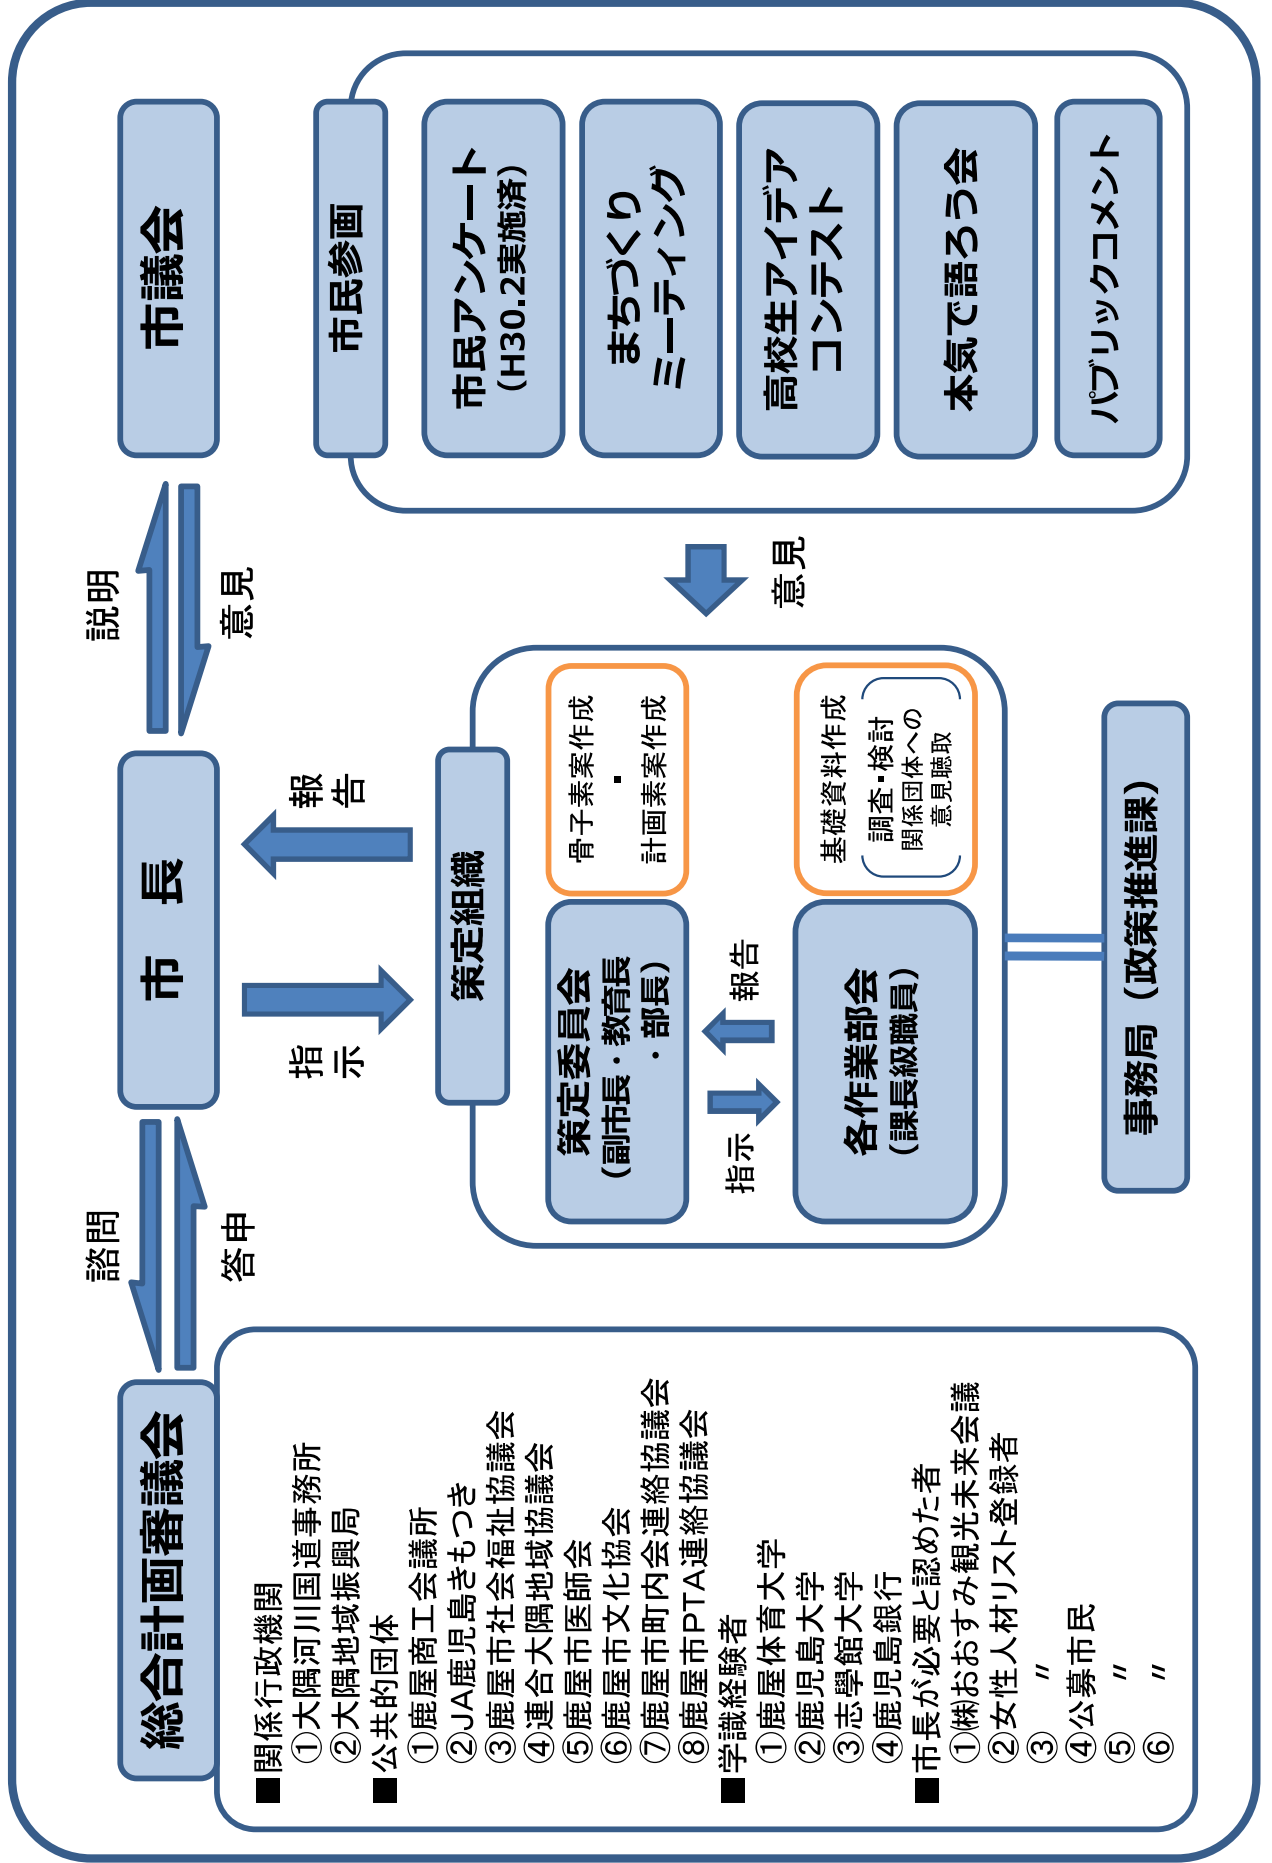 総合計画審議会
■関係行政機関
①大隅河川国道事務所
②大隅地域振興局
■公共的団体
①鹿屋商工会議所
②JA鹿児島きもつき
③鹿屋市社会福祉協議会
④連合大隅地域協議会
⑤鹿屋市医師会
⑥鹿屋市文化協会
⑦鹿屋市町内会連絡協議会
⑧鹿屋市PTA連絡協議会
■学識経験者
①鹿屋体育大学
②鹿児島大学
③志學館大学
④鹿児島銀行
■市長が必要と認めた者
①㈱おおすみ観光未来会議
②女性人材リスト登録者
③　〃
④公募市民
⑤　〃
⑥　〃
諮問
答申
市　長
説明
意見
市議会
指示
報告
策定組織
策定委員会
（副市長・教育長
・部長）
骨子素案作成
・
計画素案作成
指示
報告
各作業部会
（課長級職員）
基礎資料作成
調査・検討
関係団体への
意見聴取
事務局（政策推進課）
意見
市民参画
市民アンケート
（H30.2実施済）
まちづくり
ミーティング
高校生アイデア
コンテスト
本気で語ろう会
パブリックコメント